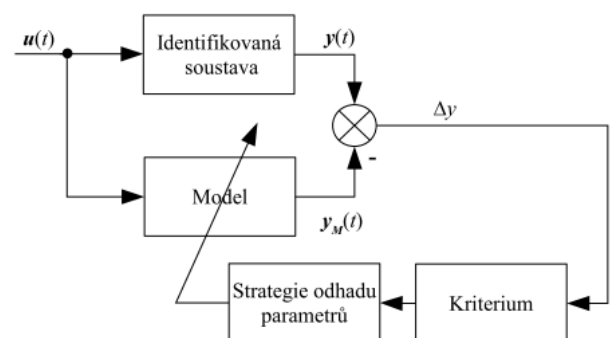 u(t)
Identifikovaná
soustava
y(t)
Δy
-
Model
y_M(t)
Strategie odhadu
parametrů
Kriterium